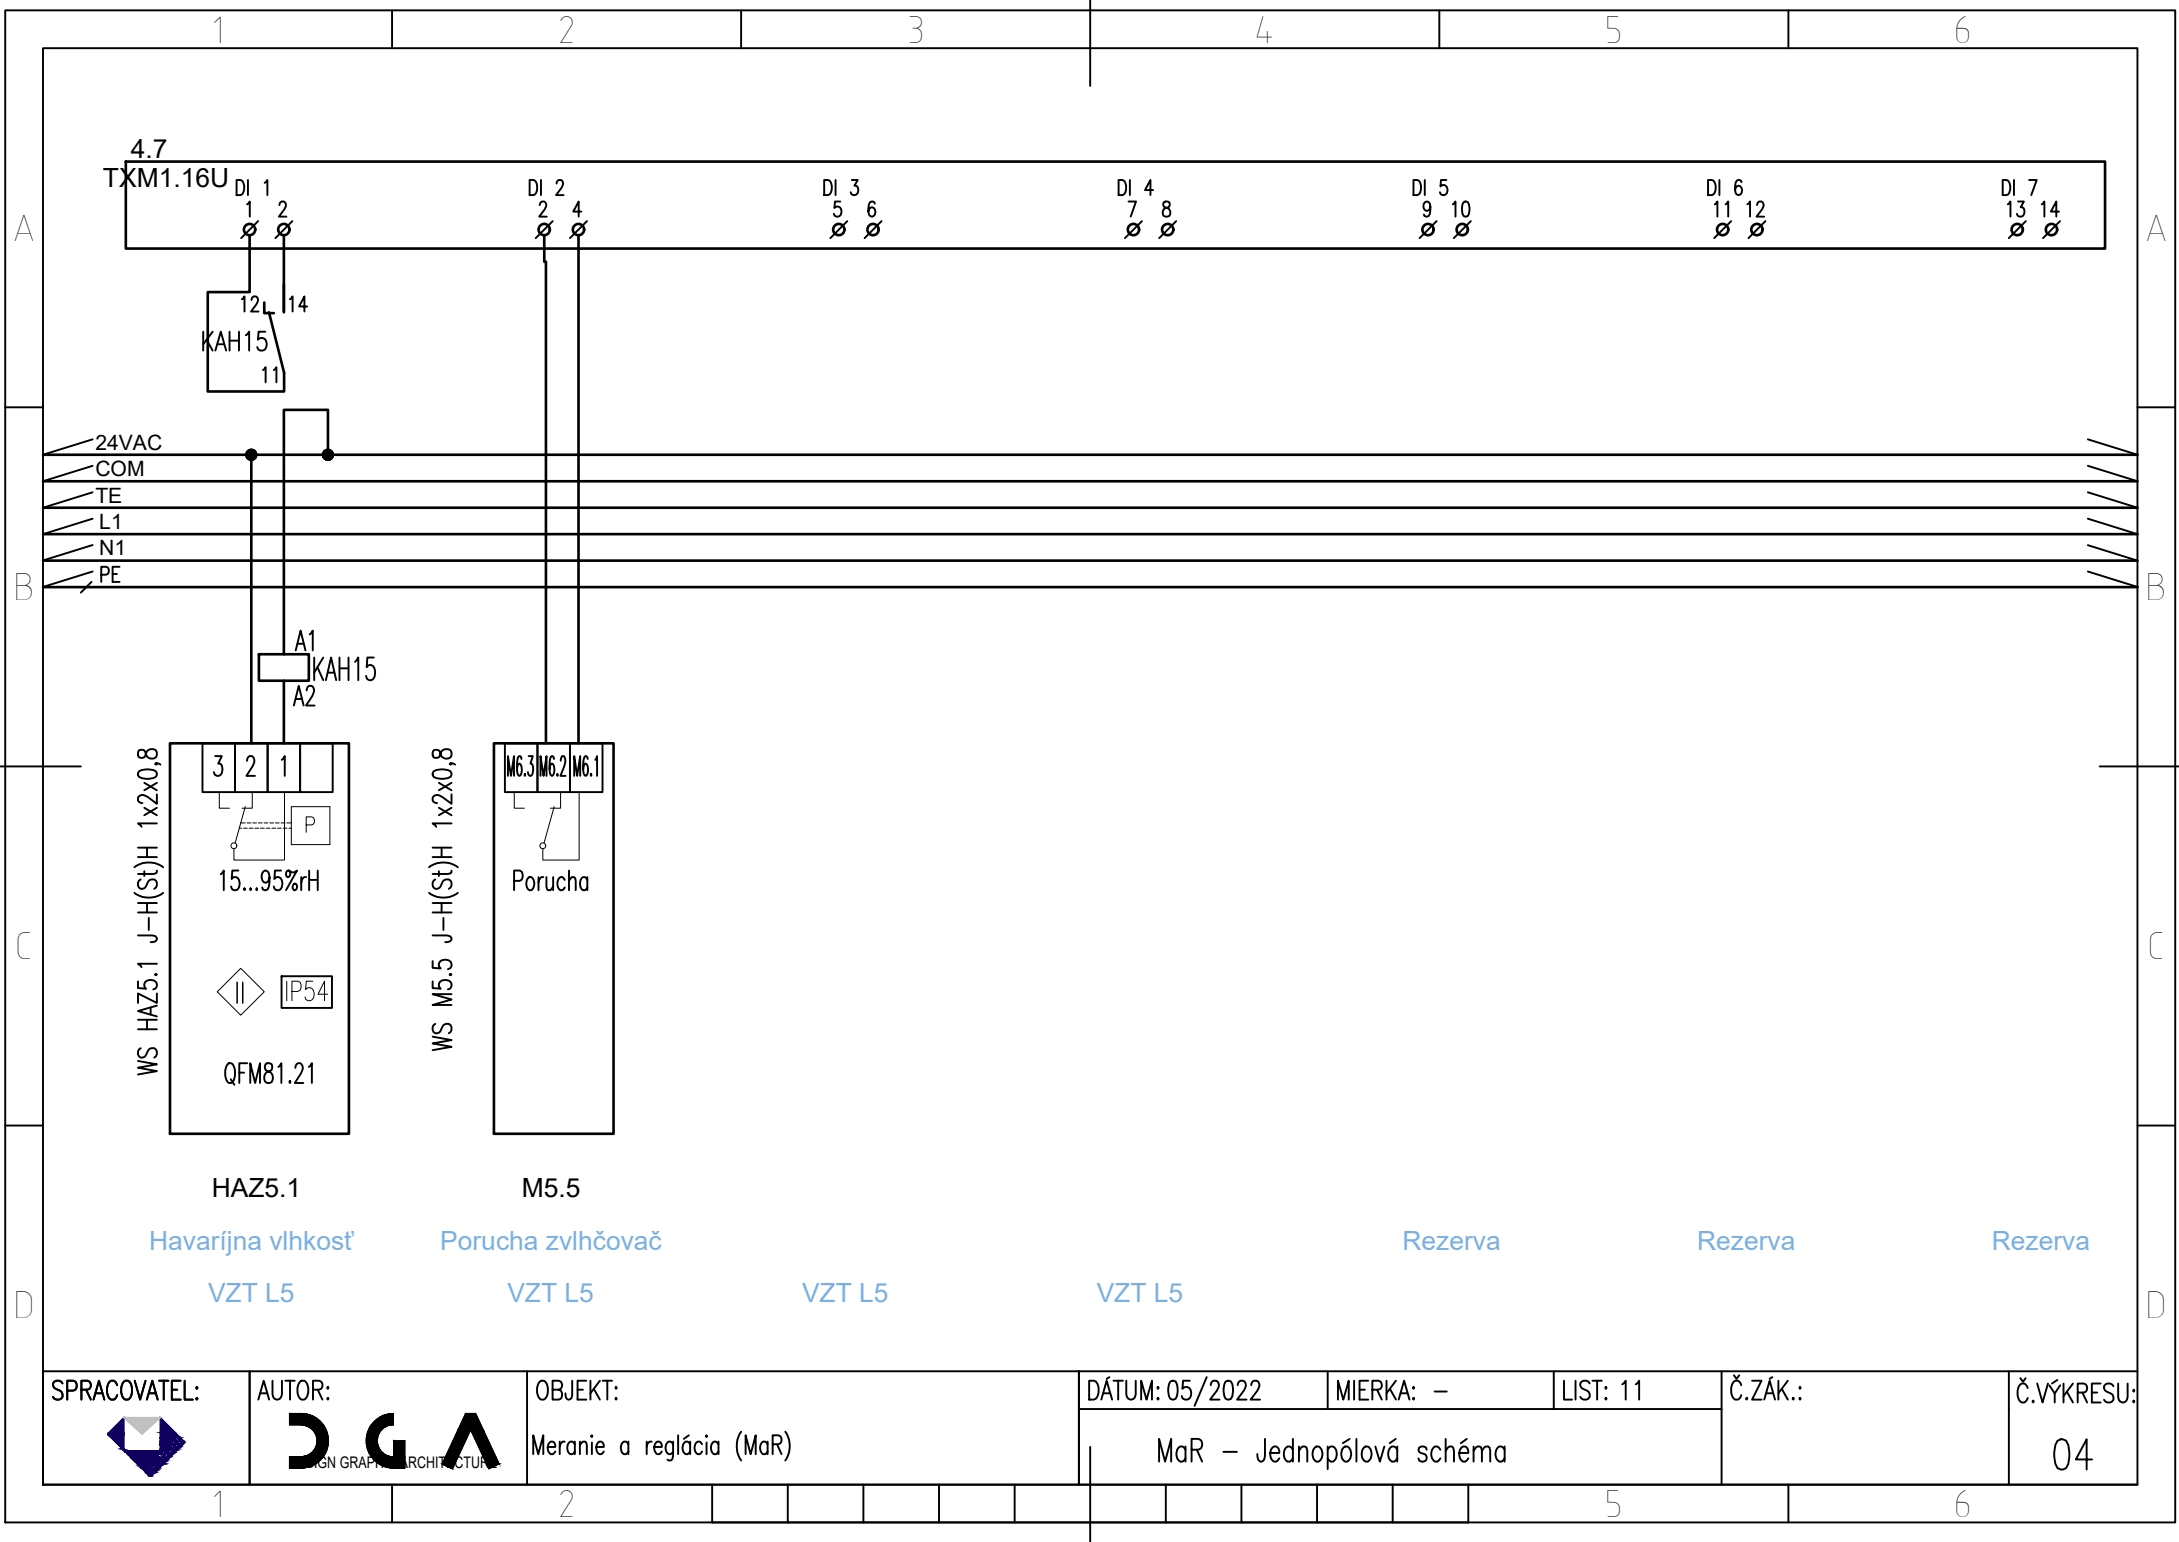 1 2 3 4 5 6
4.7
TXM1.16U
DI 1 DI 2 DI 3 DI 4 DI 5 DI 6 DI 7
1 2 2 4 5 6 7 8 9 10 11 12 13 14
A A
12 14
KAH15
11
24VAC
COM
TE
L1
N1
PE
B B
A1
KAH15
A2
WS HAZ5.1 J-H(St)H 1x2x0,8
3 2 1
P
15...95%rH
II IP54
QFM81.21
WS M5.5 J-H(St)H 1x2x0,8
M6.3 M6.2 M6.1
Porucha
C C
HAZ5.1 M5.5
Havaríjna vlhkosť Porucha zvlhčovač Rezerva Rezerva Rezerva
VZT L5 VZT L5 VZT L5 VZT L5
D D
SPRACOVATEL: AUTOR: OBJEKT: DÁTUM: 05/2022 MIERKA: – LIST: 11 Č.ZÁK.: Č.VÝKRESU:
DGA
Meranie a reglácia (MaR)
MaR – Jednopólová schéma
04
1 2 5 6